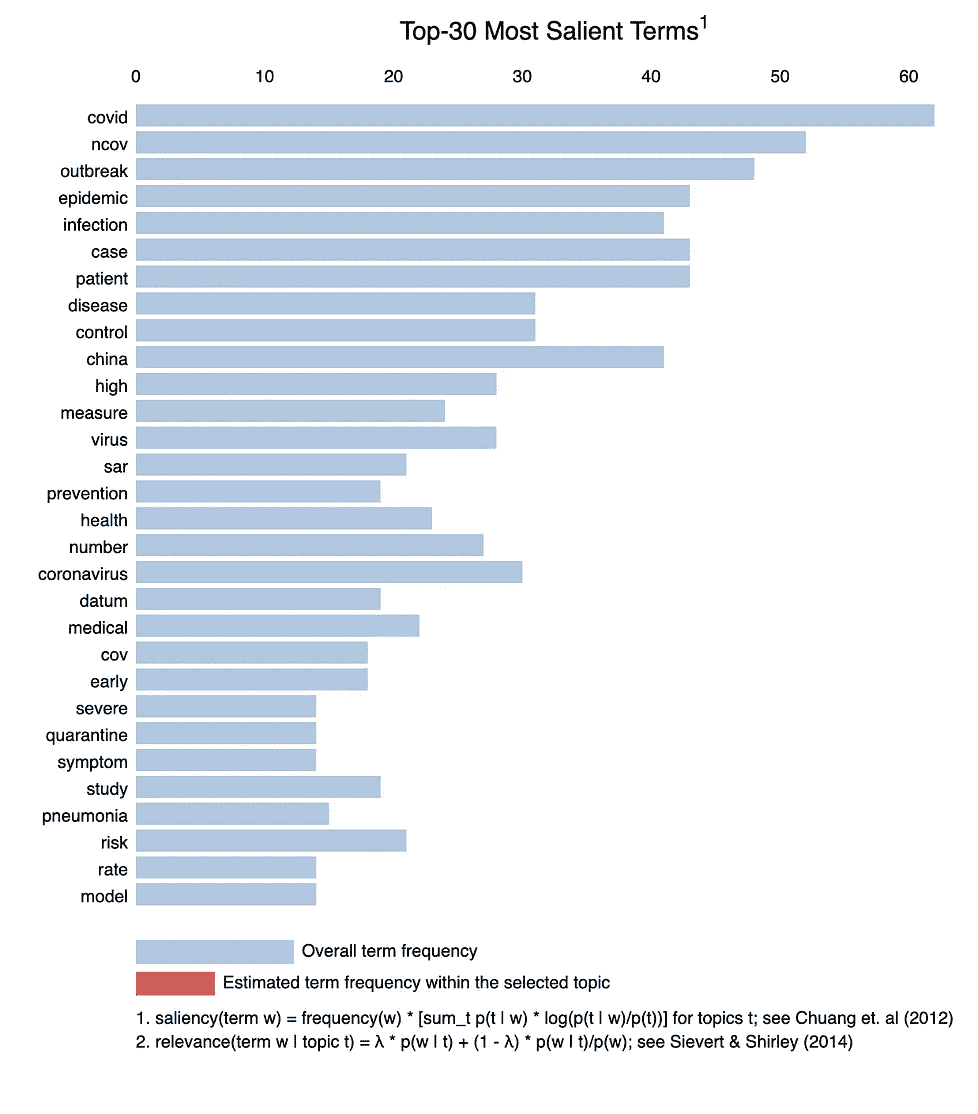 Top-30 Most Salient Terms1
0 10 20 30 40 50 60
covid
ncov
outbreak
epidemic
infection
case
patient
disease
control
china
high
measure
virus
sar
prevention
health
number
coronavirus
datum
medical
cov
early
severe
quarantine
symptom
study
pneumonia
risk
rate
model
Overall term frequency
Estimated term frequency within the selected topic
1. saliency(term w) = frequency(w) * [sum_t p(t | w) * log(p(t | w)/p(t))] for topics t; see Chuang et. al (2012)
2. relevance(term w | topic t) = λ * p(w | t) + (1 - λ) * p(w | t)/p(w); see Sievert & Shirley (2014)